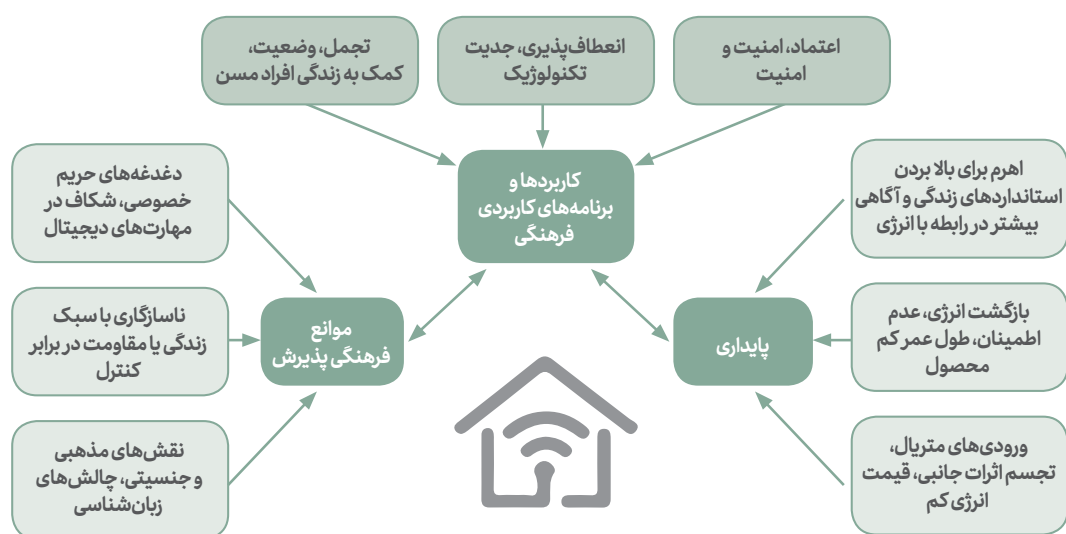 اعتماد، امنیت و
امنیت
انعطاف‌پذیری، جدیت
تکنولوژیک
تجمل، وضعیت،
کمک به زندگی افراد مسن
کاربردها و
برنامه‌های کاربردی
فرهنگی
اهرم برای بالا بردن
استانداردهای زندگی و آگاهی
بیشتر در رابطه با انرژی
بازگشت انرژی، عدم
اطمینان، طول عمر کم
محصول
ورودی‌های متریال،
تجسم اثرات جانبی، قیمت
انرژی کم
پایداری
موانع
فرهنگی پذیرش
دغدغه‌های حریم
خصوصی، شکاف در
مهارت‌های دیجیتال
ناسازگاری با سبک
زندگی یا مقاومت در برابر
کنترل
نقش‌های مذهبی
و جنسیتی، چالش‌های
زبان‌شناسی